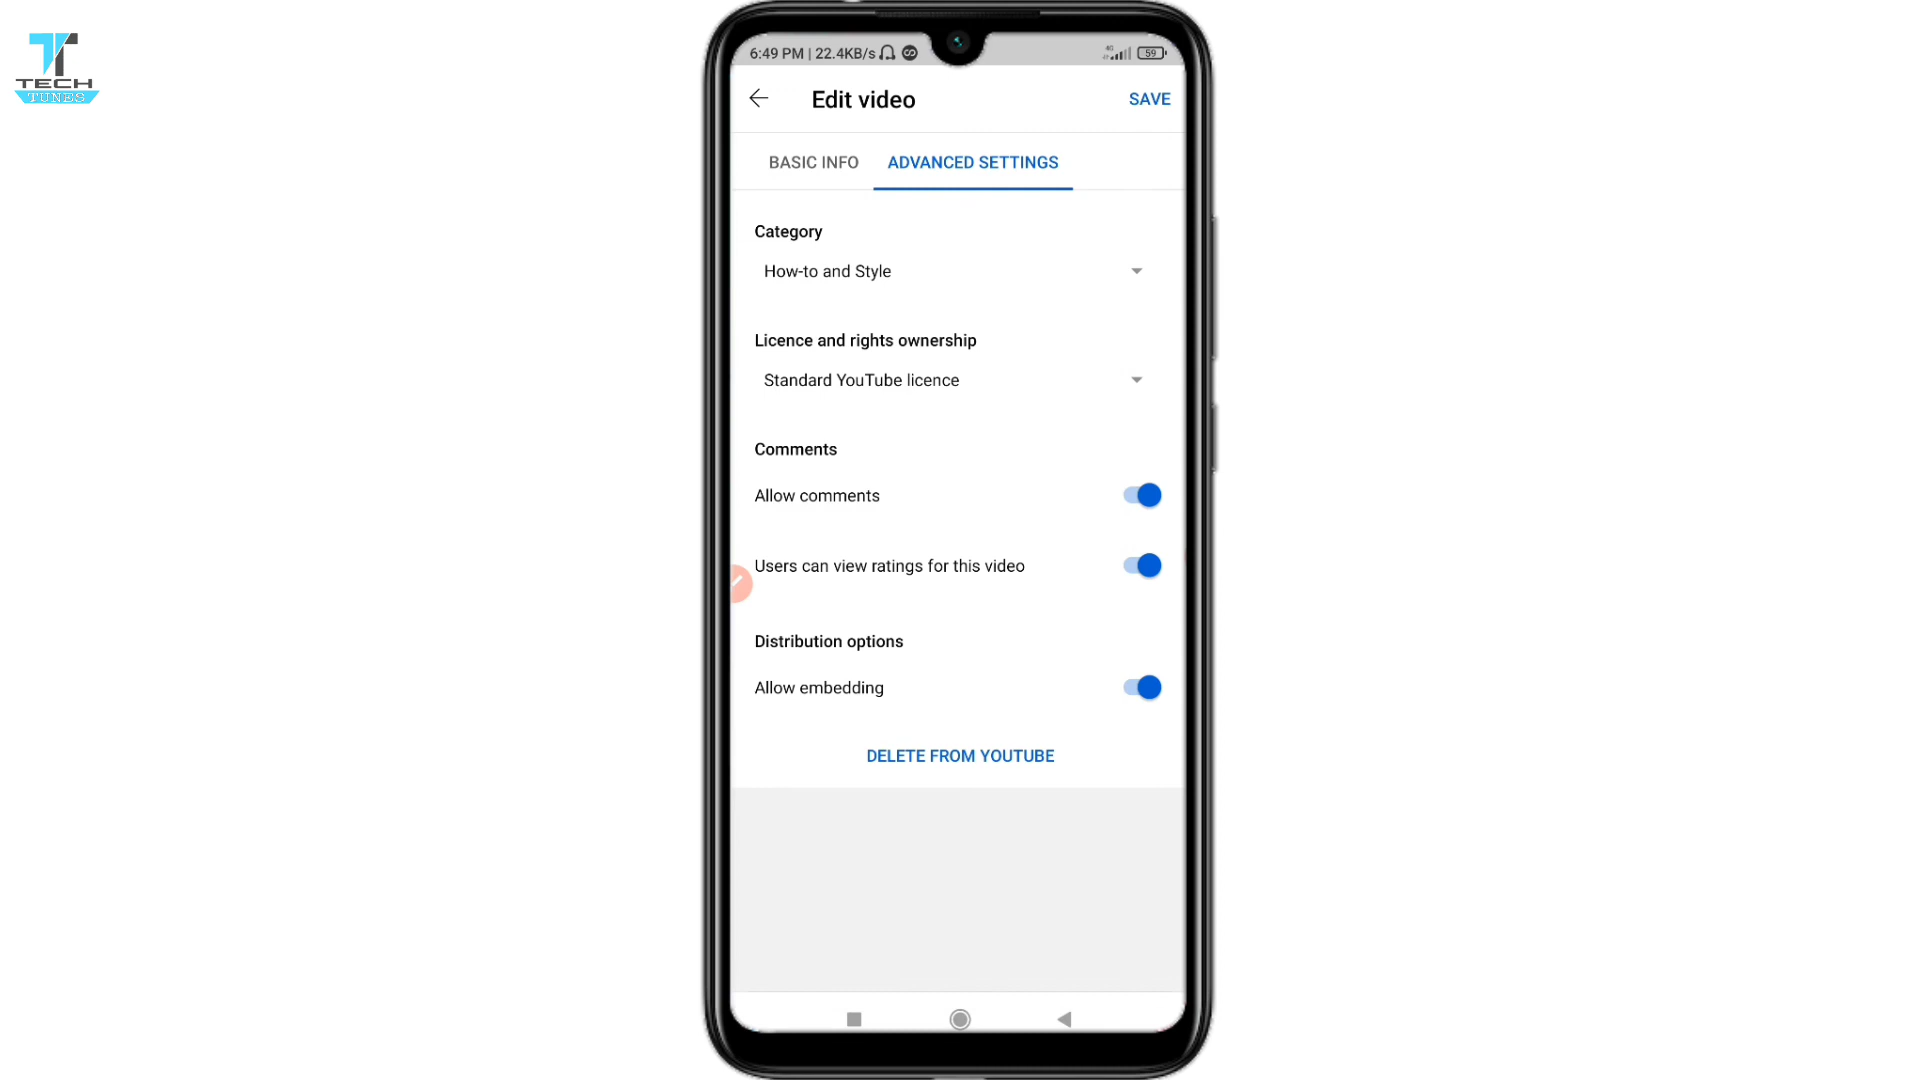 TECH
TUNES
6:49 PM | 22.4KB/s
4G
59
Edit video
SAVE
BASIC INFO
ADVANCED SETTINGS
Category
How-to and Style
Licence and rights ownership
Standard YouTube licence
Comments
Allow comments
Users can view ratings for this video
Distribution options
Allow embedding
DELETE FROM YOUTUBE